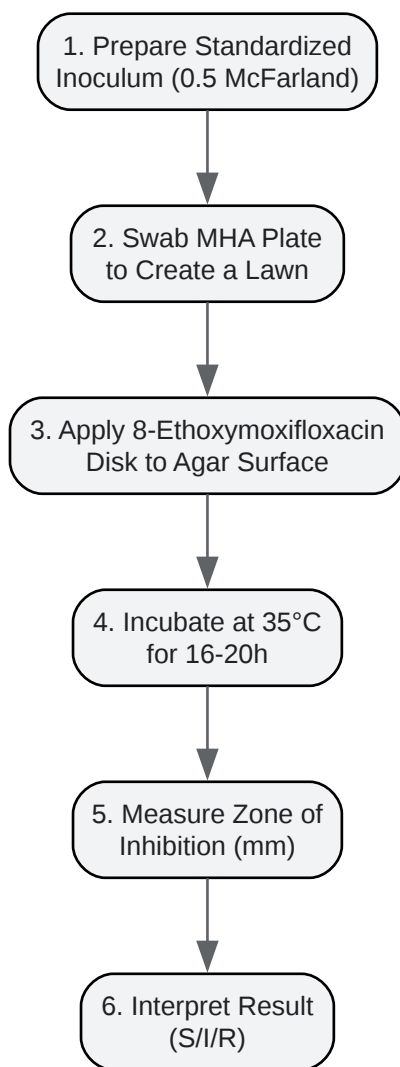 1. Prepare Standardized
Inoculum (0.5 McFarland)
2. Swab MHA Plate
to Create a Lawn
3. Apply 8-Ethoxymoxifloxacin
Disk to Agar Surface
4. Incubate at 35°C
for 16-20h
5. Measure Zone of
Inhibition (mm)
6. Interpret Result
(S/I/R)